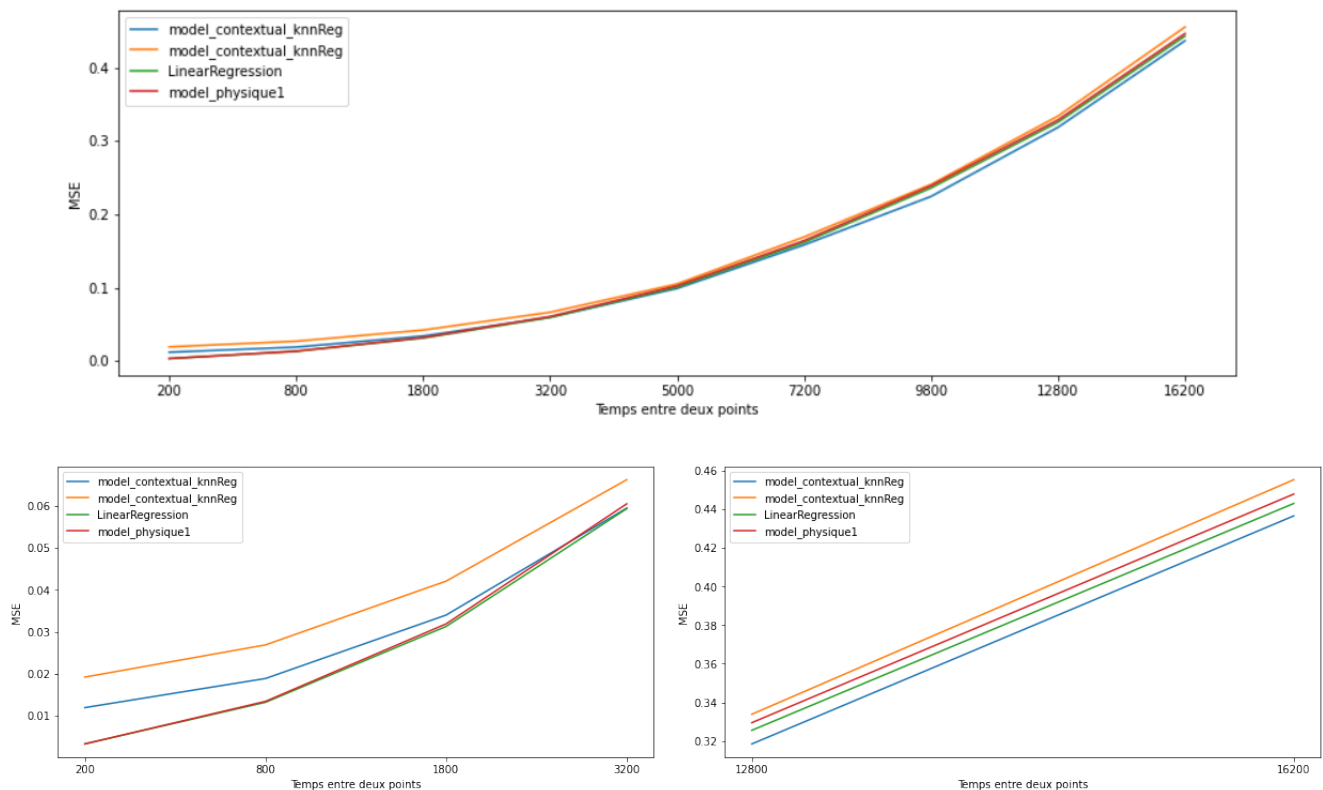 model_contextual_knnReg
model_contextual_knnReg
LinearRegression
model_physique1
MSE
0.4
0.3
0.2
0.1
0.0
200 800 1800 3200 5000 7200 9800 12800 16200
Temps entre deux points
model_contextual_knnReg
model_contextual_knnReg
LinearRegression
model_physique1
MSE
0.06
0.05
0.04
0.03
0.02
0.01
200 800 1800 3200
Temps entre deux points
model_contextual_knnReg
model_contextual_knnReg
LinearRegression
model_physique1
MSE
0.46
0.44
0.42
0.40
0.38
0.36
0.34
0.32
12800 16200
Temps entre deux points